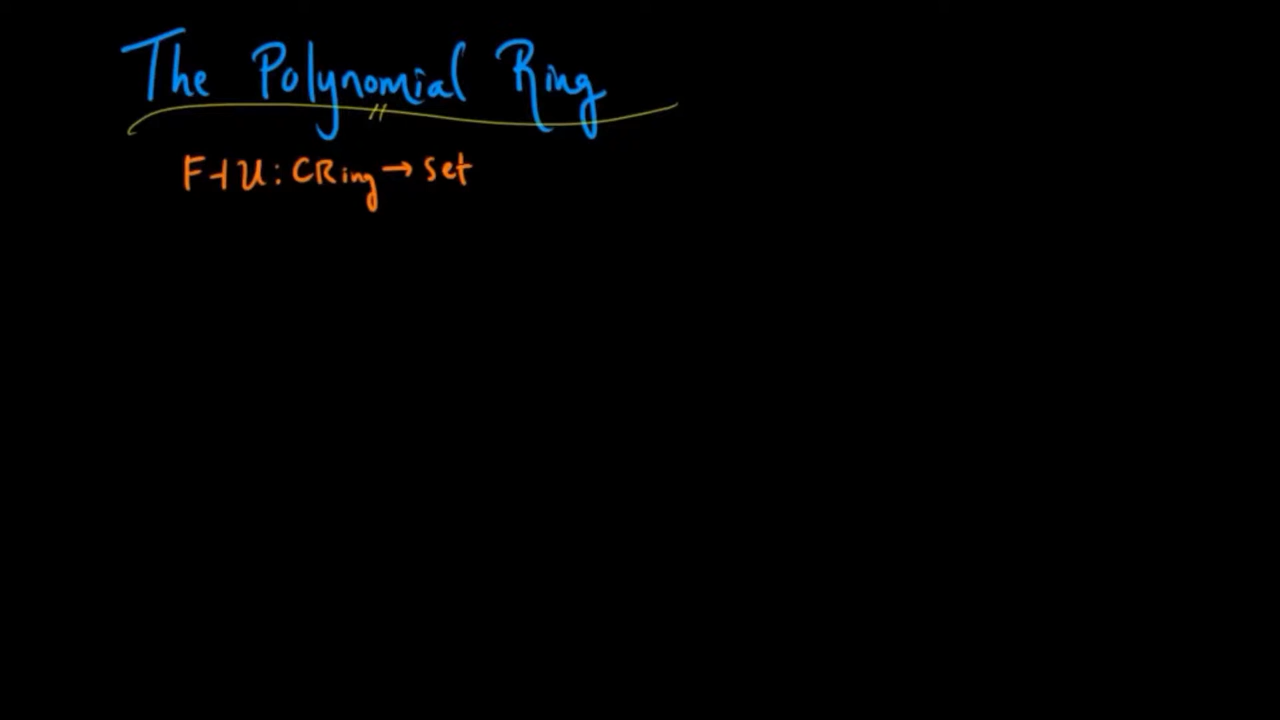 The Polynomial Ring
F ⊣ U : CRing → Set